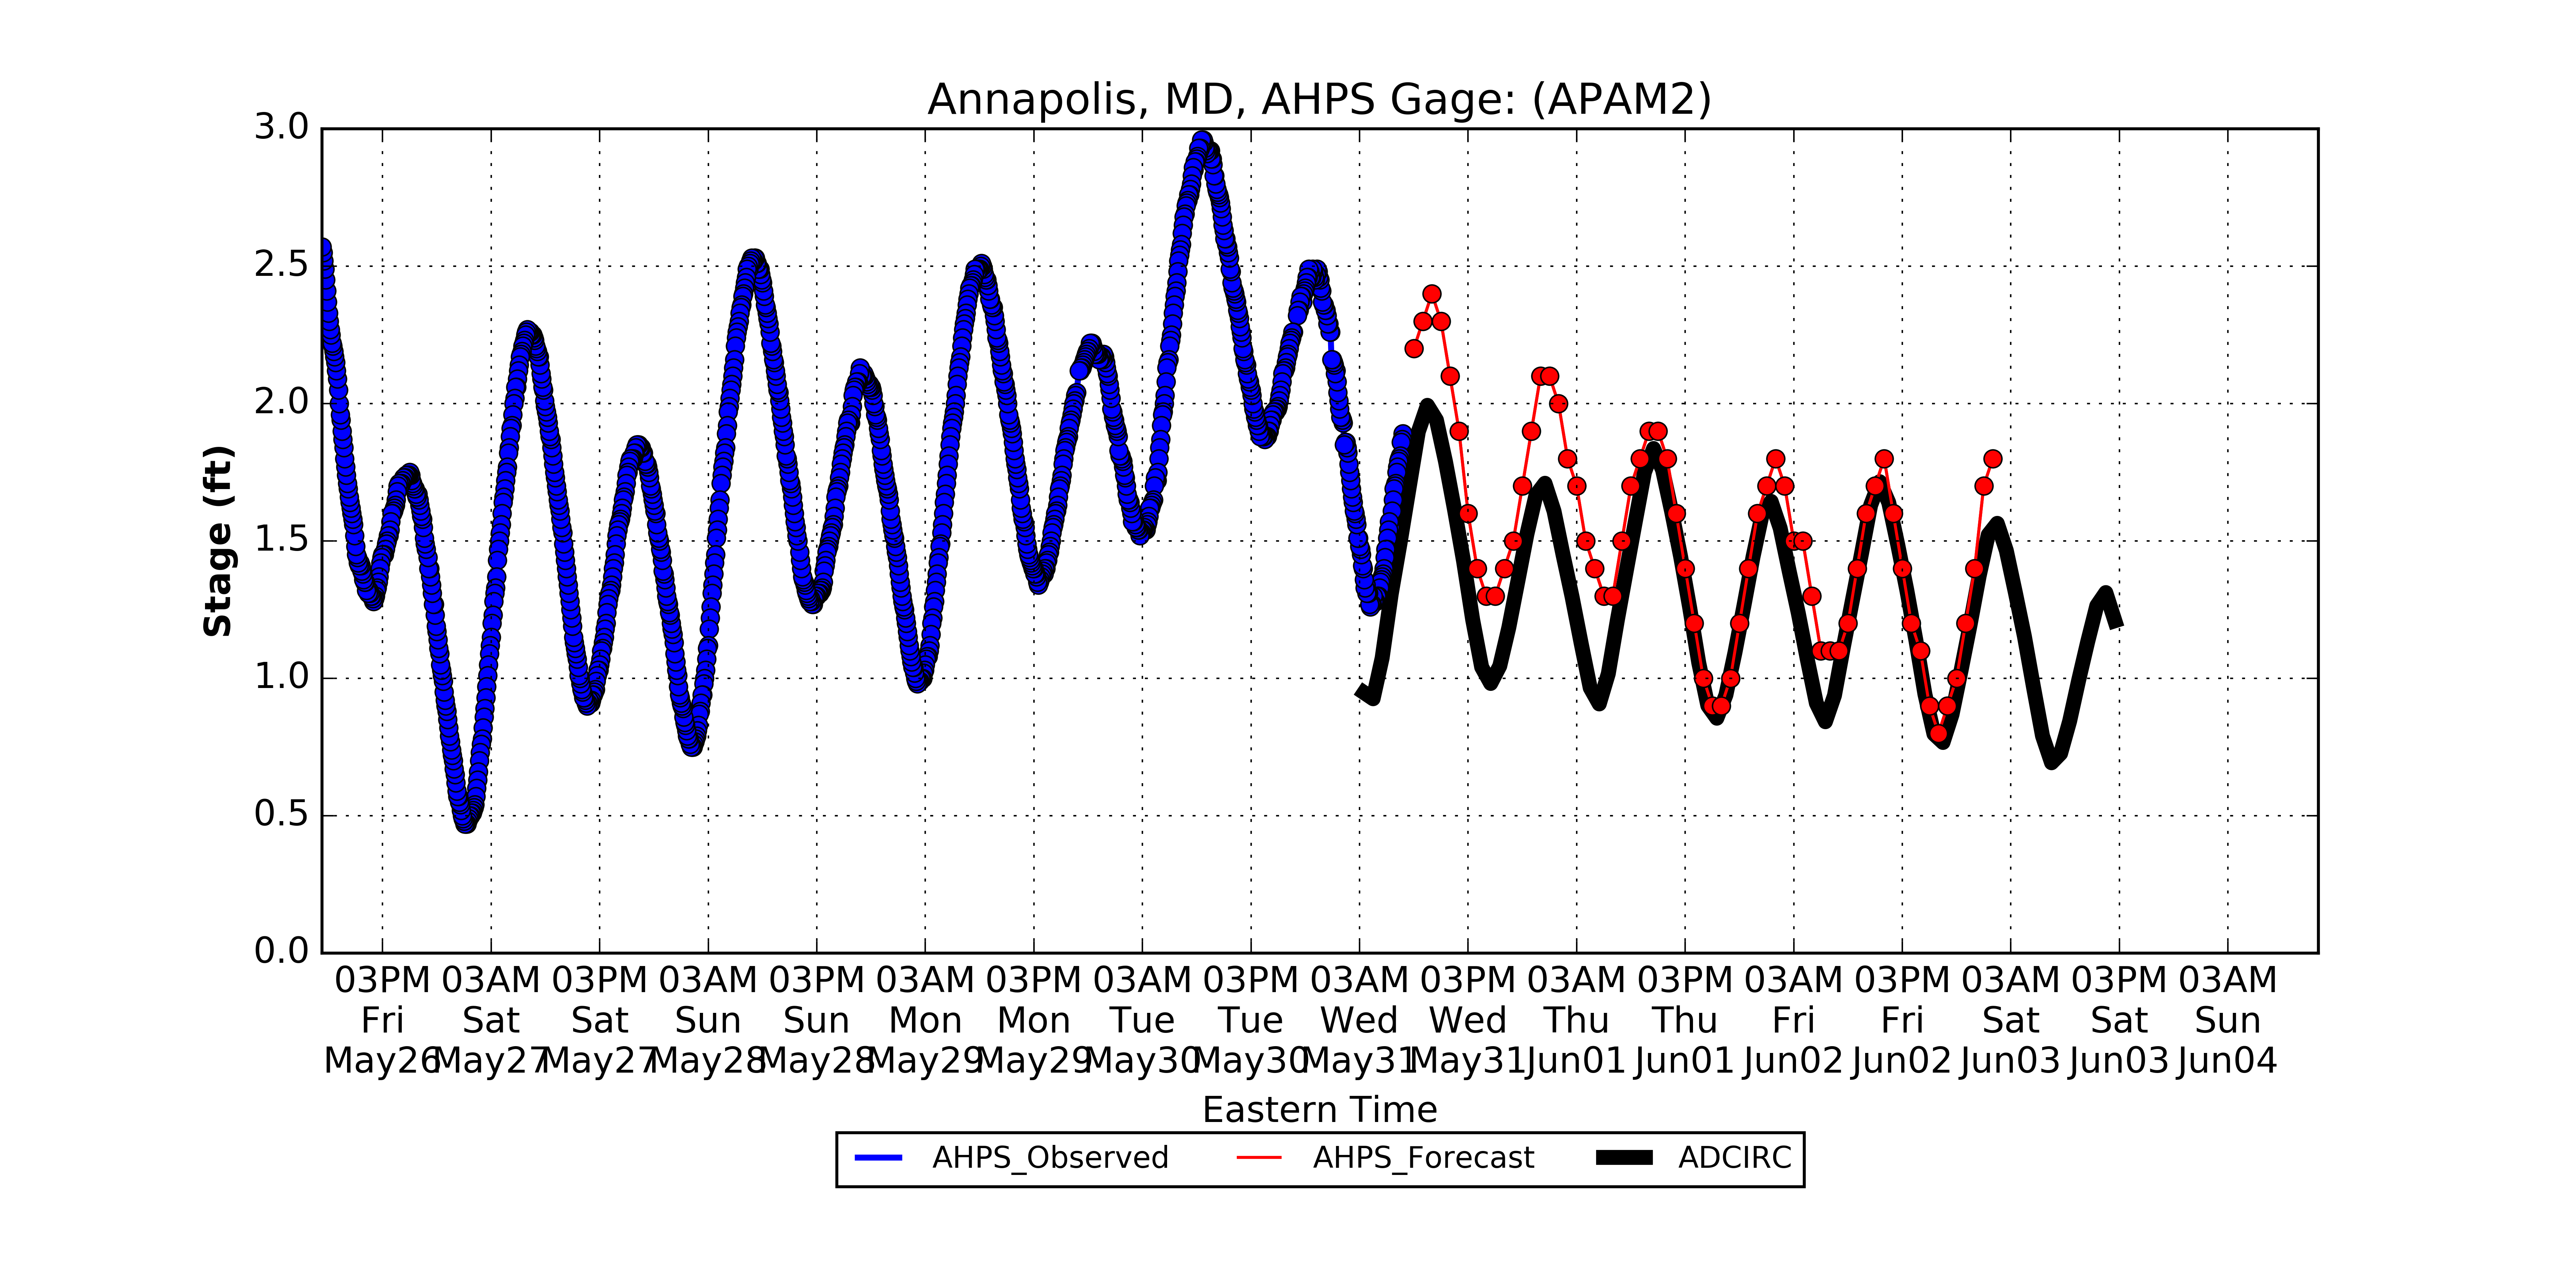 Annapolis, MD, AHPS Gage: (APAM2)
Stage (ft)
3.0
2.5
2.0
1.5
1.0
0.5
0.0
03PM 03AM 03PM 03AM 03PM 03AM 03PM 03AM 03PM 03AM 03PM 03AM 03PM 03AM 03PM 03AM 03PM 03AM
Fri Sat Sat Sun Sun Mon Mon Tue Tue Wed Wed Thu Thu Fri Fri Sat Sat Sun
May26 May27 May27 May28 May28 May29 May29 May30 May30 May31 May31 Jun01 Jun01 Jun02 Jun02 Jun03 Jun03 Jun04
Eastern Time
AHPS_Observed AHPS_Forecast ADCIRC